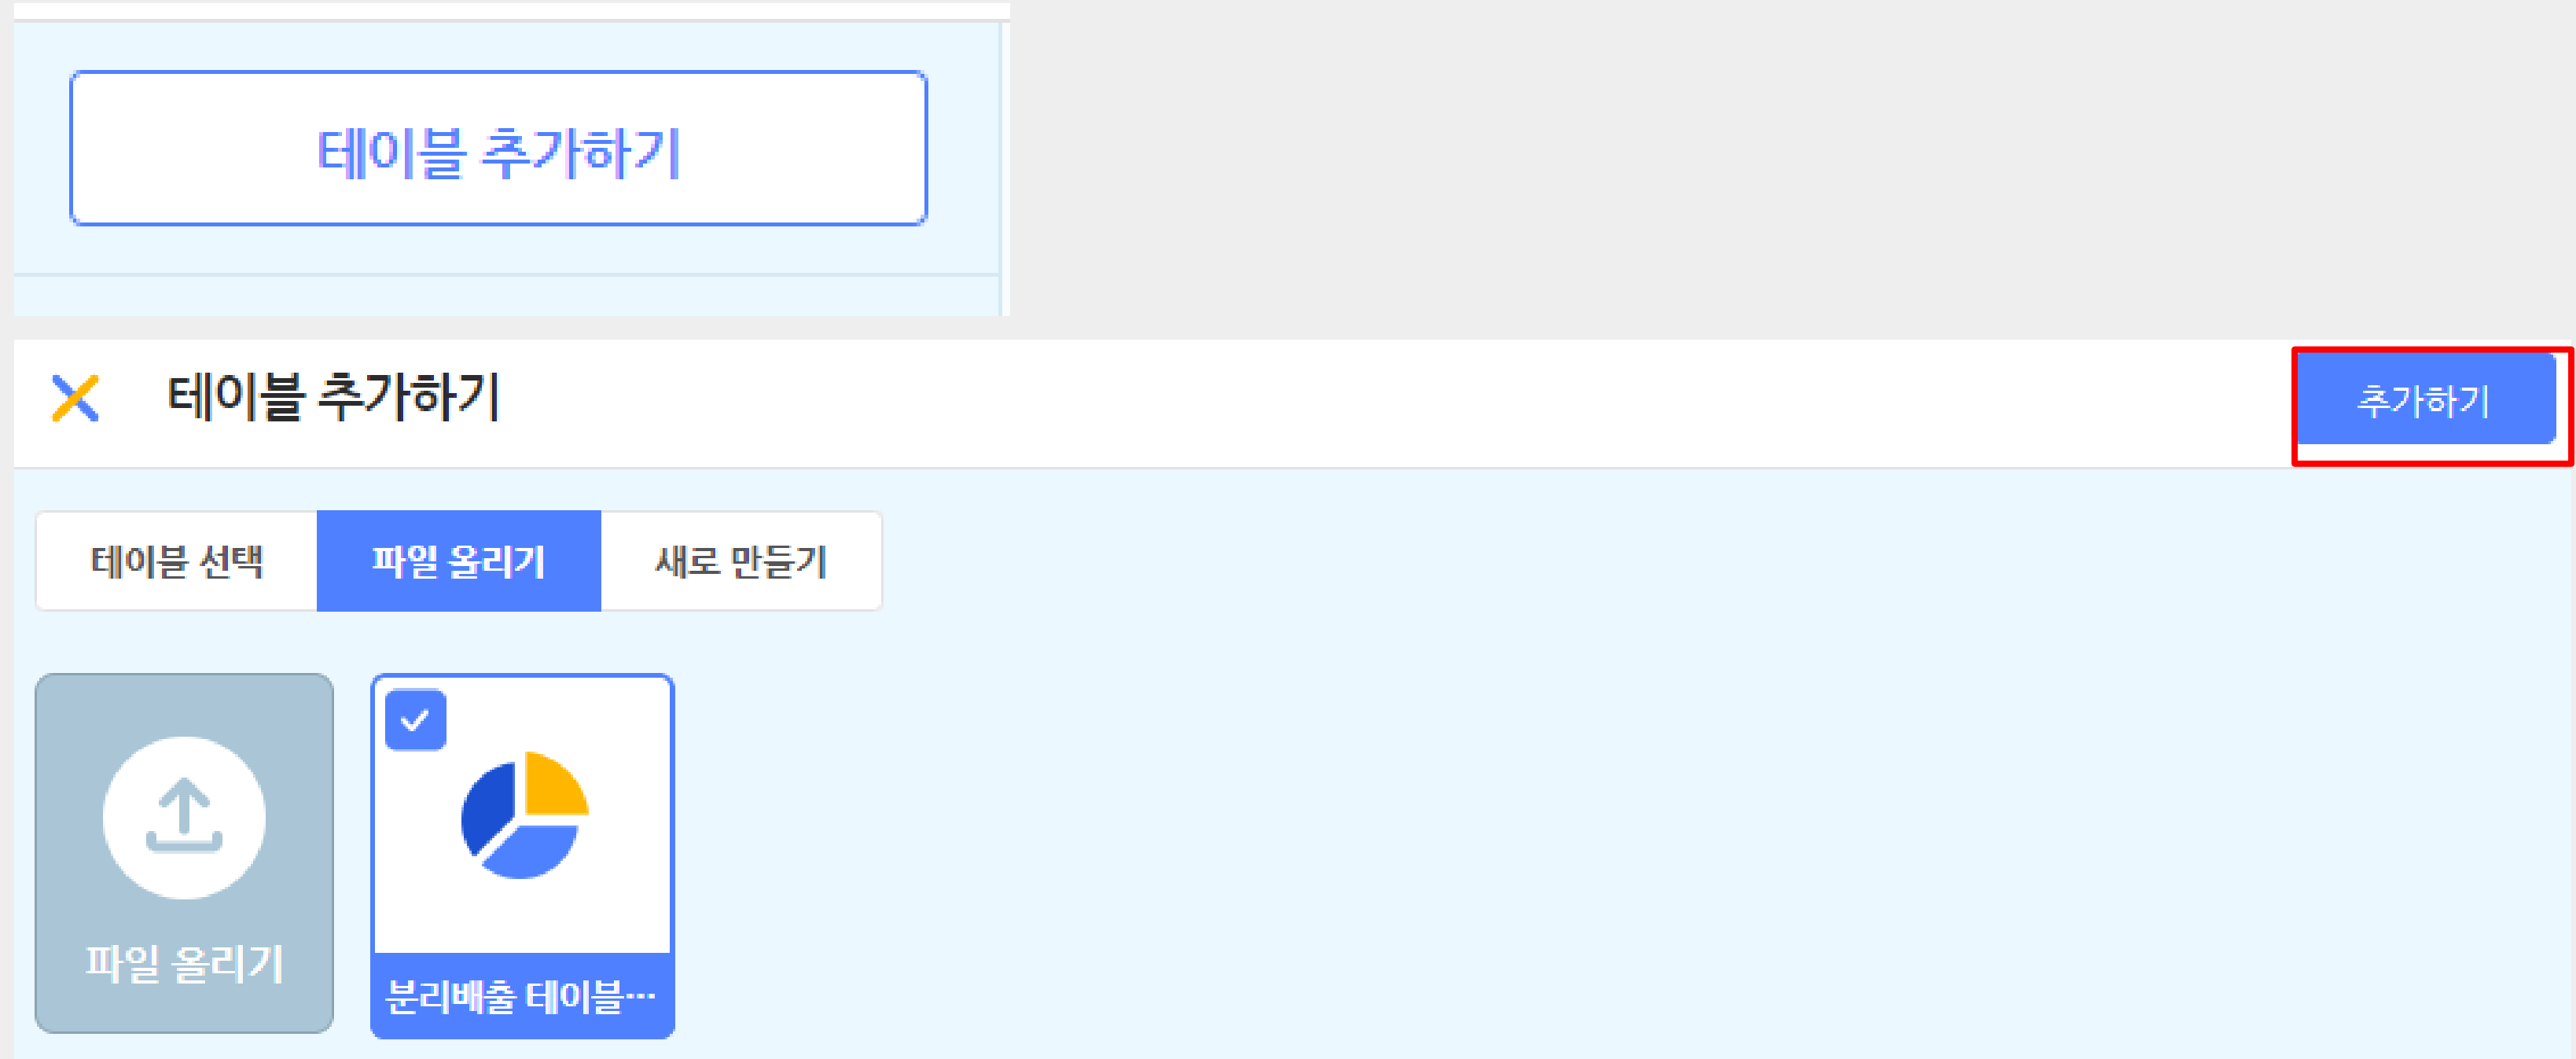 테이블 추가하기
테이블 추가하기
추가하기
테이블 선택
파일 올리기
새로 만들기
파일 올리기
분리배출 테이블…